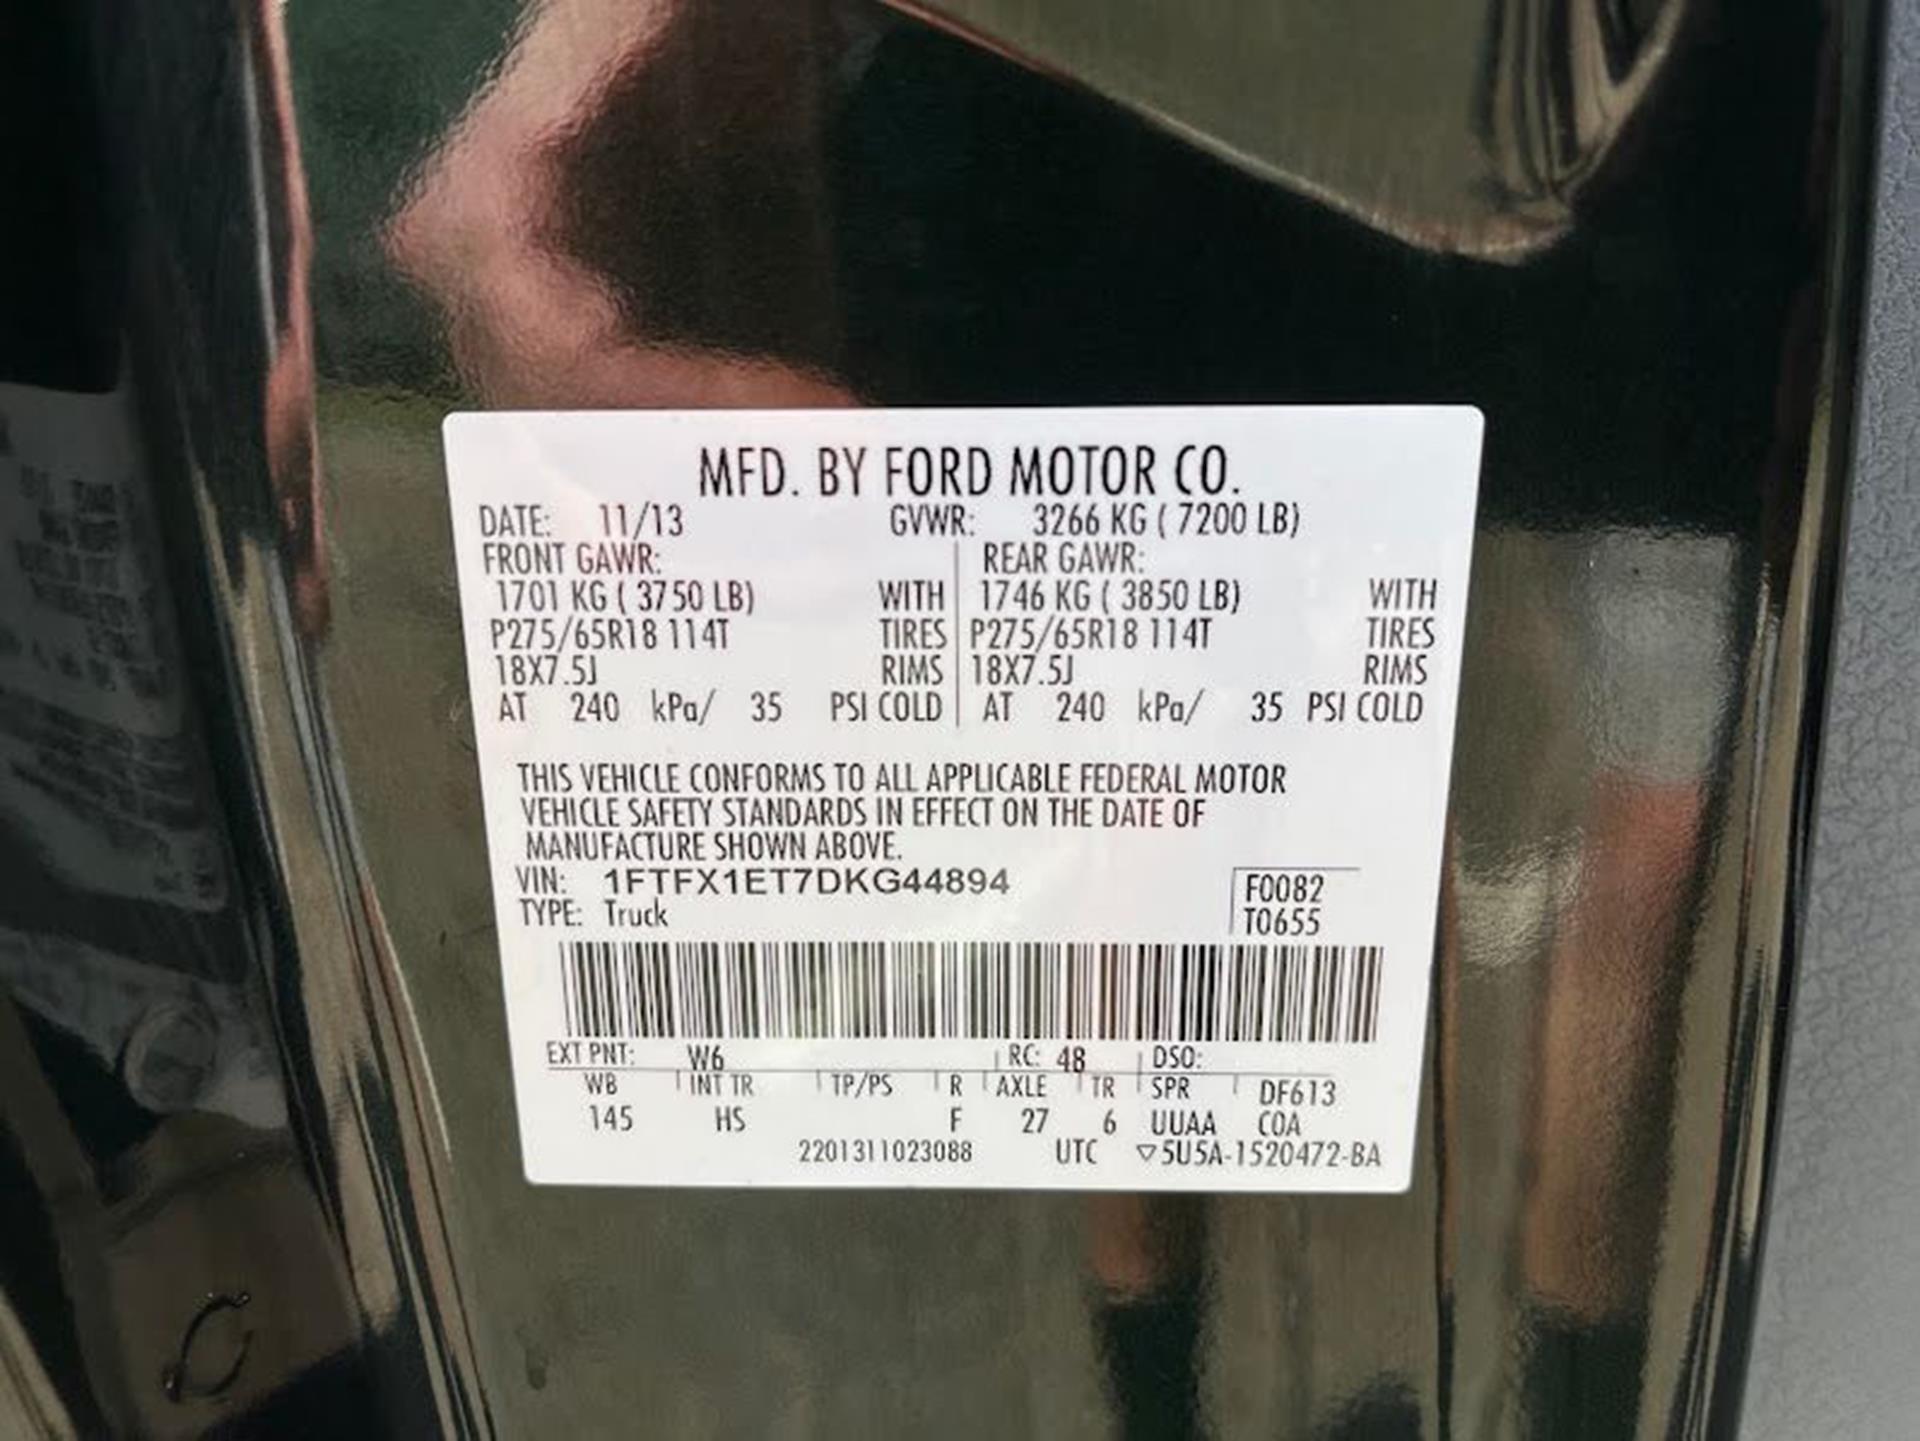 MFD. BY FORD MOTOR CO.
DATE: 11/13 GVWR: 3266 KG ( 7200 LB)
FRONT GAWR: REAR GAWR:
1701 KG ( 3750 LB) WITH 1746 KG ( 3850 LB) WITH
P275/65R18 114T TIRES P275/65R18 114T TIRES
18X7.5J RIMS 18X7.5J RIMS
AT 240 kPa/ 35 PSI COLD AT 240 kPa/ 35 PSI COLD
THIS VEHICLE CONFORMS TO ALL APPLICABLE FEDERAL MOTOR
VEHICLE SAFETY STANDARDS IN EFFECT ON THE DATE OF
MANUFACTURE SHOWN ABOVE.
VIN: 1FTFX1ET7DKG44894 F0082
TYPE: Truck T0655
EXT PNT: W6 RC: 48 DSO:
WB INT TR TP/PS R AXLE TR SPR DF613
145 HS F 27 6 UUAA COA
2201311023088 UTC ▽5U5A-1520472-BA